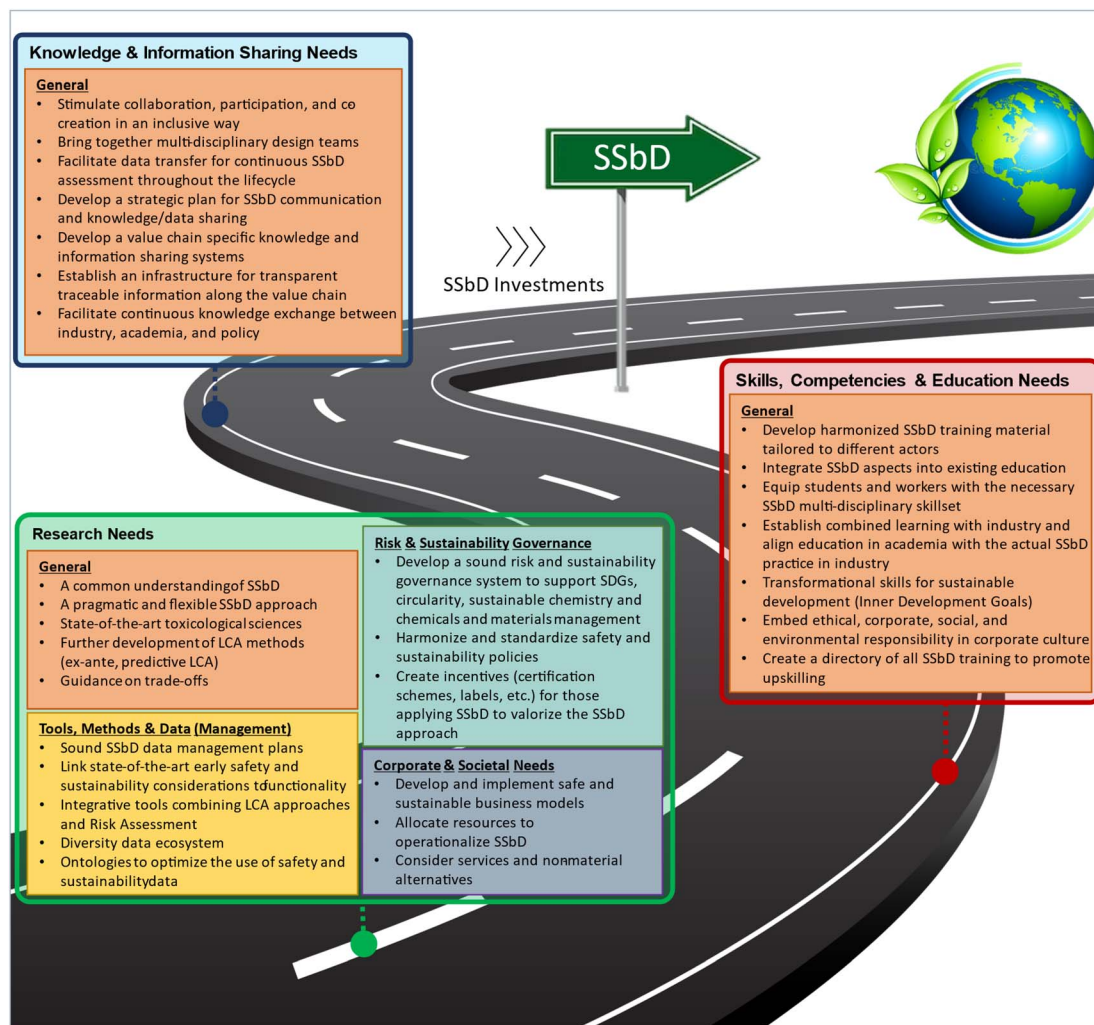 Knowledge & Information Sharing Needs
General
• Stimulate collaboration, participation, and co
creation in an inclusive way
• Bring together multi-disciplinary design teams
• Facilitate data transfer for continuous SSbD
assessment throughout the lifecycle
• Develop a strategic plan for SSbD communication
and knowledge/data sharing
• Develop a value chain specific knowledge and
information sharing systems
• Establish an infrastructure for transparent
traceable information along the value chain
• Facilitate continuous knowledge exchange between
industry, academia, and policy
SSbD
SSbD Investments
Skills, Competencies & Education Needs
General
• Develop harmonized SSbD training material
tailored to different actors
• Integrate SSbD aspects into existing education
• Equip students and workers with the necessary
SSbD multi-disciplinary skillset
• Establish combined learning with industry and
align education in academia with the actual SSbD
practice in industry
• Transformational skills for sustainable
development (Inner Development Goals)
• Embed ethical, corporate, social, and
environmental responsibility in corporate culture
• Create a directory of all SSbD training to promote
upskilling
Research Needs
General
• A common understanding of SSbD
• A pragmatic and flexible SSbD approach
• State-of-the-art toxicological sciences
• Further development of LCA methods
(ex-ante, predictive LCA)
• Guidance on trade-offs
Tools, Methods & Data (Management)
• Sound SSbD data management plans
• Link state-of-the-art early safety and
sustainability considerations to functionality
• Integrative tools combining LCA approaches
and Risk Assessment
• Diversity data ecosystem
• Ontologies to optimize the use of safety and
sustainability data
Risk & Sustainability Governance
• Develop a sound risk and sustainability
governance system to support SDGs,
circularity, sustainable chemistry and
chemicals and materials management
• Harmonize and standardize safety and
sustainability policies
• Create incentives (certification
schemes, labels, etc.) for those
applying SSbD to valorize the SSbD
approach
Corporate & Societal Needs
• Develop and implement safe and
sustainable business models
• Allocate resources to
operationalize SSbD
• Consider services and nonmaterial
alternatives